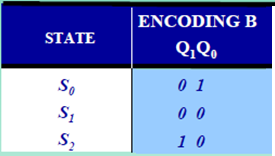 STATE ENCODING B
Q₁Q₀
S₀ 0 1
S₁ 0 0
S₂ 1 0